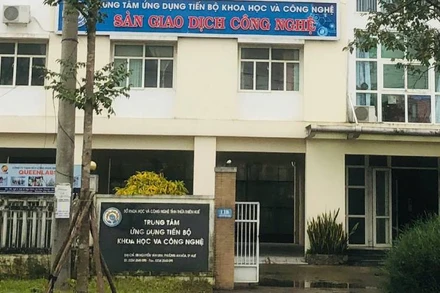 TRUNG TÂM ỨNG DỤNG TIẾN BỘ KHOA HỌC VÀ CÔNG NGHỆ
SÀN GIAO DỊCH CÔNG NGHỆ
QUEENLAB
SỞ KHOA HỌC VÀ CÔNG NGHỆ TỈNH THỪA THIÊN HUẾ
TRUNG TÂM
ỨNG DỤNG TIẾN BỘ
KHOA HỌC VÀ CÔNG NGHỆ